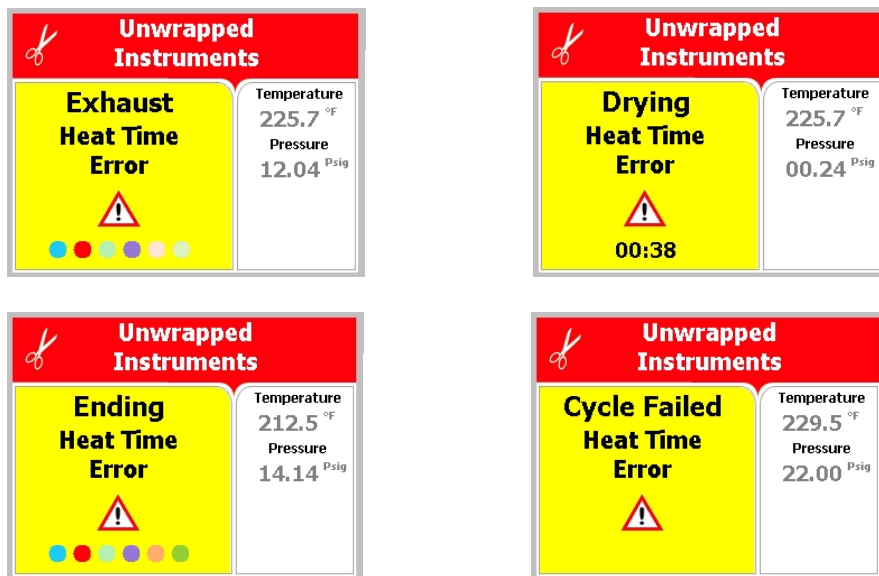 Unwrapped
Instruments
Exhaust
Heat Time
Error
Temperature
225.7 °F
Pressure
12.04 Psig
Unwrapped
Instruments
Drying
Heat Time
Error
00:38
Temperature
225.7 °F
Pressure
00.24 Psig
Unwrapped
Instruments
Ending
Heat Time
Error
Temperature
212.5 °F
Pressure
14.14 Psig
Unwrapped
Instruments
Cycle Failed
Heat Time
Error
Temperature
229.5 °F
Pressure
22.00 Psig